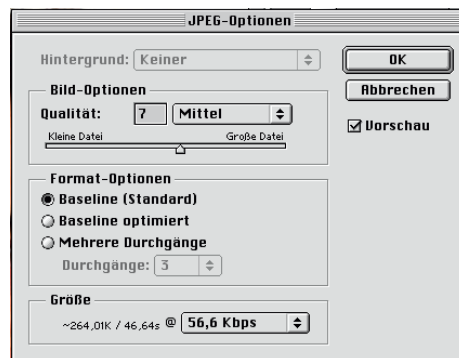 JPEG-Optionen
Hintergrund: Keiner
OK
Abbrechen
Vorschau
Bild-Optionen
Qualität: 7 Mittel
Kleine Datei Große Datei
Format-Optionen
Baseline (Standard)
Baseline optimiert
Mehrere Durchgänge
Durchgänge: 3
Größe
~264,01K / 46,64s @ 56,6 Kbps